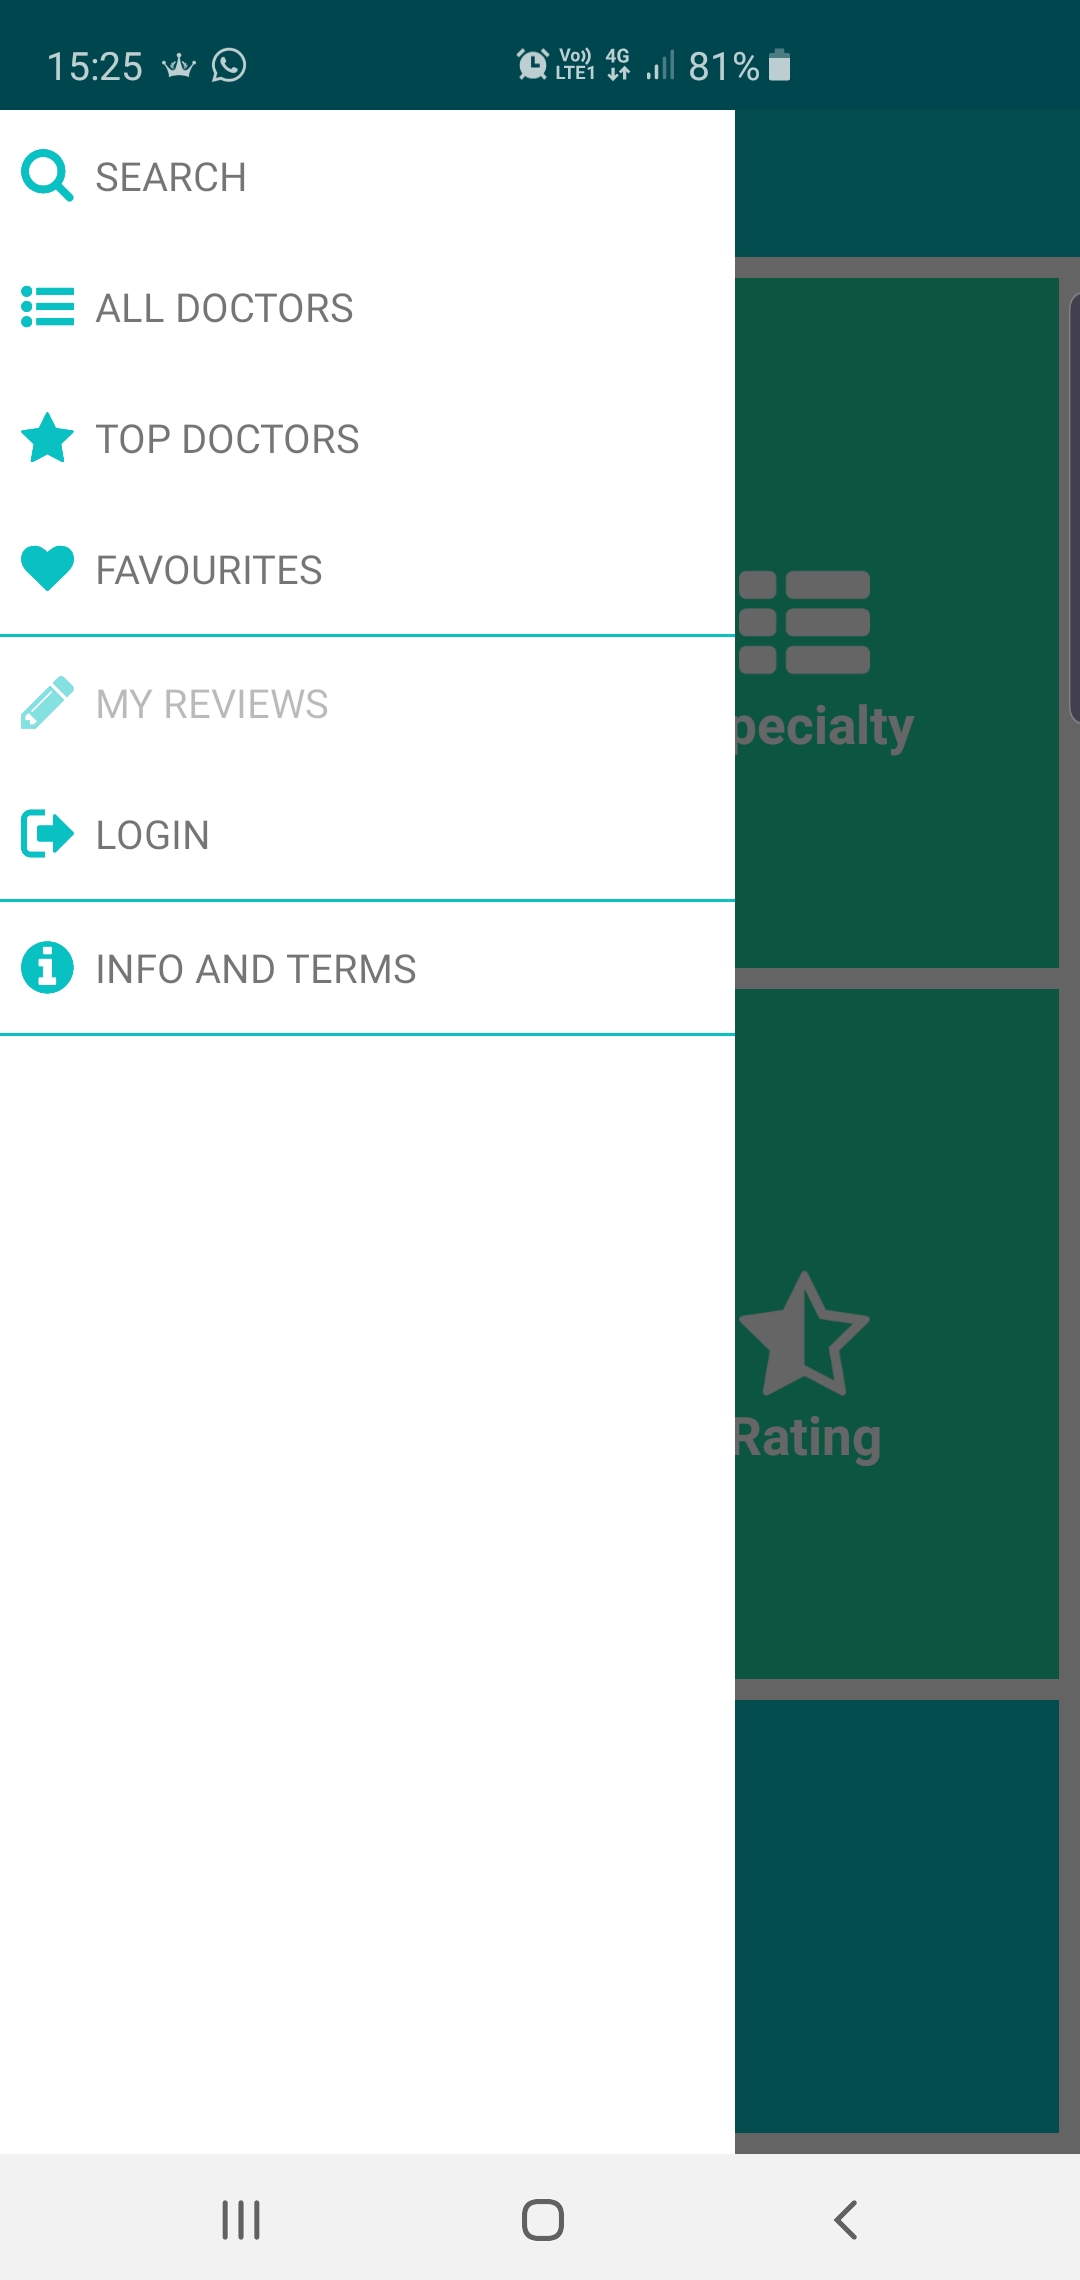 15:25 Vo)) LTE1 4G 81%
SEARCH
ALL DOCTORS
TOP DOCTORS
FAVOURITES
MY REVIEWS
LOGIN
INFO AND TERMS
pecialty
Rating